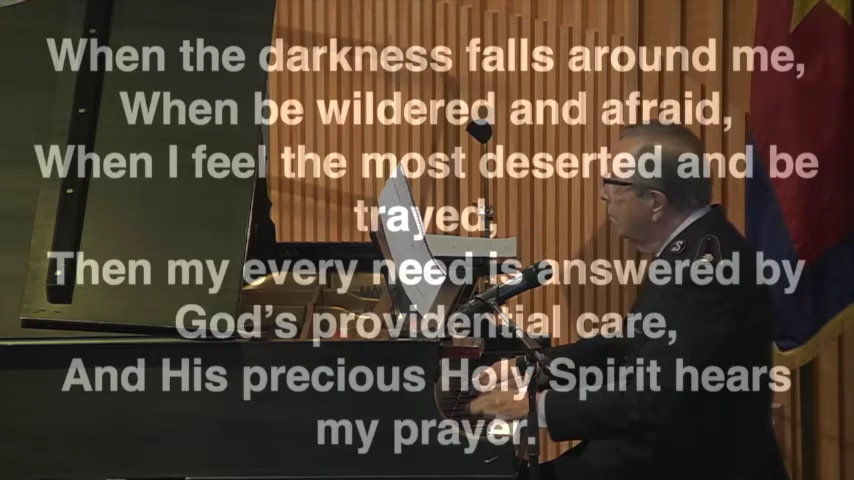 When the darkness falls around me,
When be wildered and afraid,
When I feel the most deserted and be
trayed,
Then my every need is answered by
God's providential care,
And His precious Holy Spirit hears
my prayer.